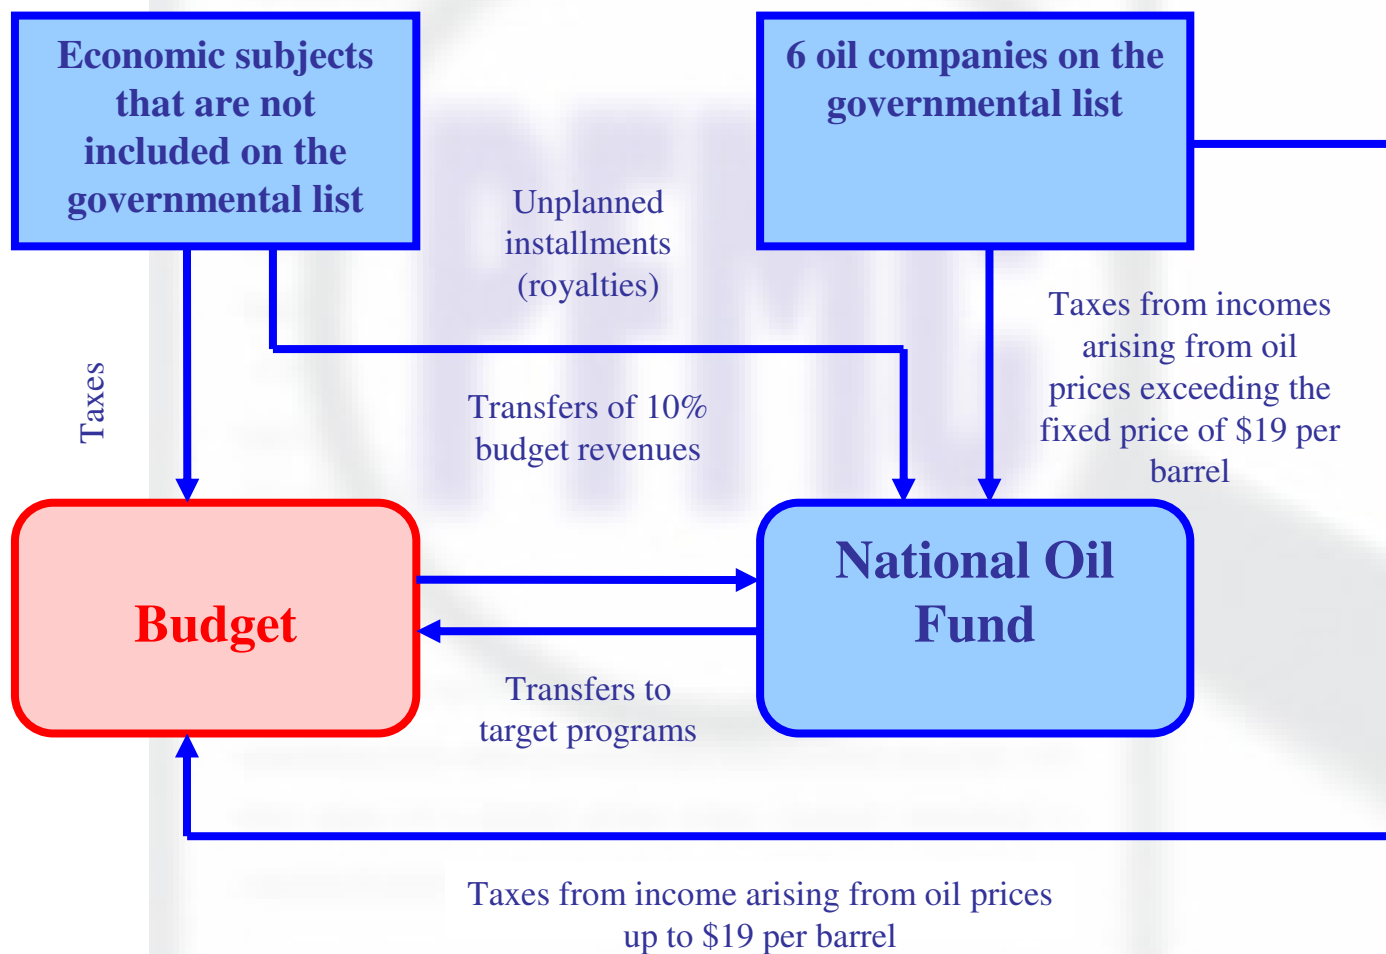 Economic subjects
that are not
included on the
governmental list
6 oil companies on the
governmental list
Unplanned
installments
(royalties)
Taxes from incomes
arising from oil
prices exceeding the
fixed price of $19 per
barrel
Taxes
Transfers of 10%
budget revenues
Budget
National Oil
Fund
Transfers to
target programs
Taxes from income arising from oil prices
up to $19 per barrel
PFMC